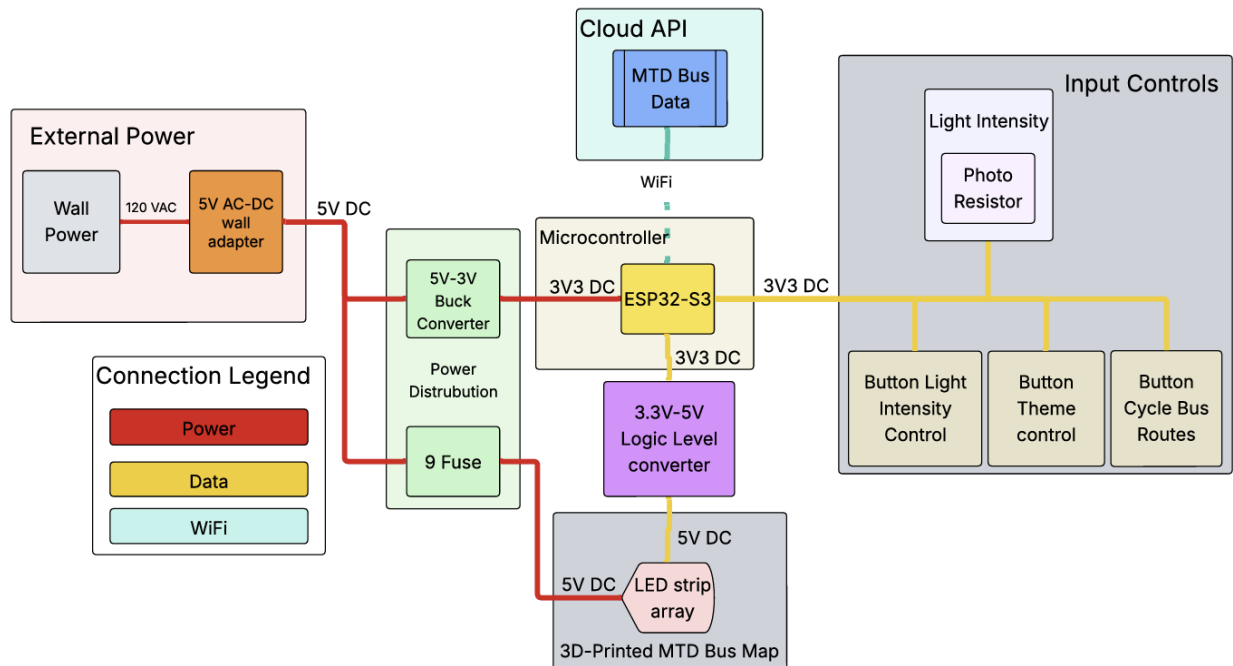 Cloud API
MTD Bus
Data
WiFi
External Power
Wall
Power
120 VAC
5V AC-DC
wall
adapter
5V DC
5V-3V
Buck
Converter
Power
Distrubution
9 Fuse
3V3 DC
Microcontroller
ESP32-S3
3V3 DC
3V3 DC
3.3V-5V
Logic Level
converter
5V DC
5V DC
LED strip
array
3D-Printed MTD Bus Map
Input Controls
Light Intensity
Photo
Resistor
Button Light
Intensity
Control
Button
Theme
control
Button
Cycle Bus
Routes
Connection Legend
Power
Data
WiFi